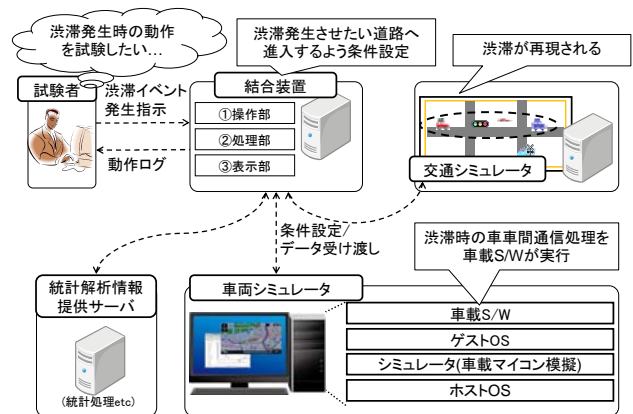 渋滞発生時の動作
を試験したい…
渋滞発生させたい道路へ
進入するよう条件設定
渋滞が再現される
試験者
渋滞イベント
発生指示
動作ログ
結合装置
①操作部
②処理部
③表示部
交通シミュレータ
条件設定/
データ受け渡し
渋滞時の車車間通信処理を
車載S/Wが実行
統計解析情報
提供サーバ
(統計処理etc)
車両シミュレータ
車載S/W
ゲストOS
シミュレータ(車載マイコン模擬)
ホストOS